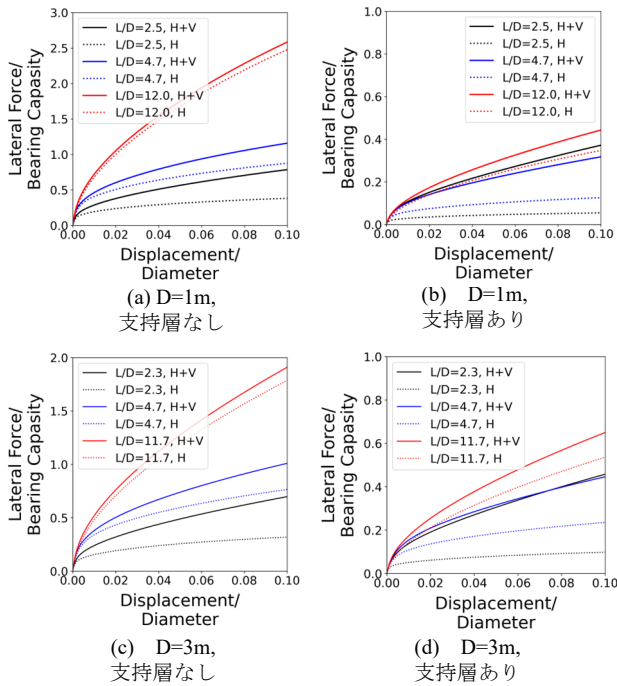 3.0
2.5
2.0
1.5
1.0
0.5
0.0
Lateral Force/
Bearing Capasity
L/D=2.5, H+V
L/D=2.5, H
L/D=4.7, H+V
L/D=4.7, H
L/D=12.0, H+V
L/D=12.0, H
0.00 0.02 0.04 0.06 0.08 0.10
Displacement/
Diameter
(a) D=1m,
支持層なし
1.0
0.8
0.6
0.4
0.2
0.0
Lateral Force/
Bearing Capasity
L/D=2.5, H+V
L/D=2.5, H
L/D=4.7, H+V
L/D=4.7, H
L/D=12.0, H+V
L/D=12.0, H
0.00 0.02 0.04 0.06 0.08 0.10
Displacement/
Diameter
(b) D=1m,
支持層あり
2.0
1.5
1.0
0.5
0.0
Lateral Force/
Bearing Capasity
L/D=2.3, H+V
L/D=2.3, H
L/D=4.7, H+V
L/D=4.7, H
L/D=11.7, H+V
L/D=11.7, H
0.00 0.02 0.04 0.06 0.08 0.10
Displacement/
Diameter
(c) D=3m,
支持層なし
1.0
0.8
0.6
0.4
0.2
0.0
Lateral Force/
Bearing Capasity
L/D=2.3, H+V
L/D=2.3, H
L/D=4.7, H+V
L/D=4.7, H
L/D=11.7, H+V
L/D=11.7, H
0.00 0.02 0.04 0.06 0.08 0.10
Displacement/
Diameter
(d) D=3m,
支持層あり